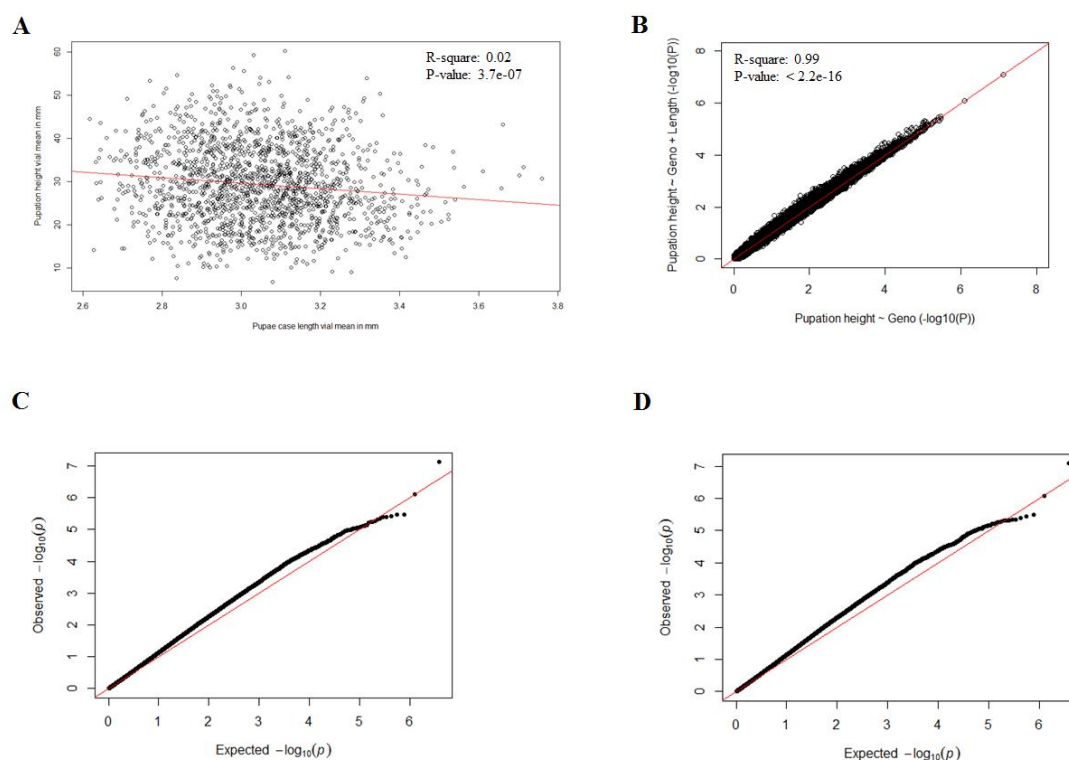 A
R-square: 0.02
P-value: 3.7e-07
Pupation height vial mean in mm
60
50
40
30
20
10
2.6 2.8 3.0 3.2 3.4 3.6 3.8
Pupae case length vial mean in mm
B
R-square: 0.99
P-value: < 2.2e-16
Pupation height ~ Geno + Length (-log10(P))
8
6
4
2
0
0 2 4 6 8
Pupation height ~ Geno (-log10(P))
C
Observed −log10(p)
7
6
5
4
3
2
1
0
0 1 2 3 4 5 6
Expected −log10(p)
D
Observed −log10(p)
7
6
5
4
3
2
1
0
0 1 2 3 4 5 6
Expected −log10(p)